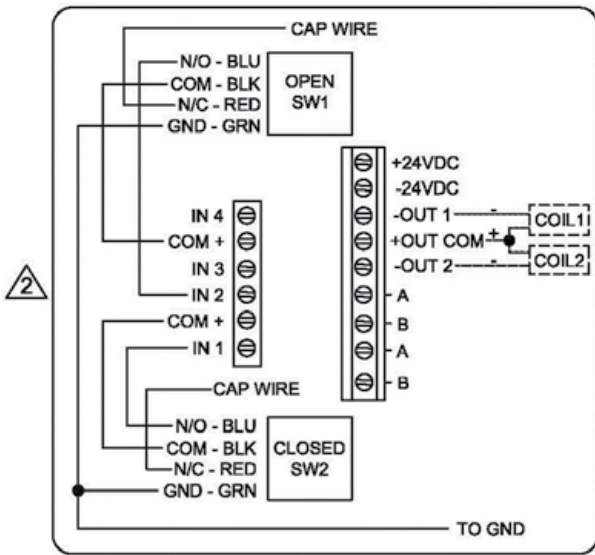 CAP WIRE
N/O - BLU
COM - BLK
N/C - RED
GND - GRN
OPEN
SW1
+24VDC
-24VDC
-OUT 1
+OUT COM
-OUT 2
A
B
A
B
-
+
-
COIL1
COIL2
IN 4
COM +
IN 3
IN 2
COM +
IN 1
2
CAP WIRE
N/O - BLU
COM - BLK
N/C - RED
GND - GRN
CLOSED
SW2
TO GND